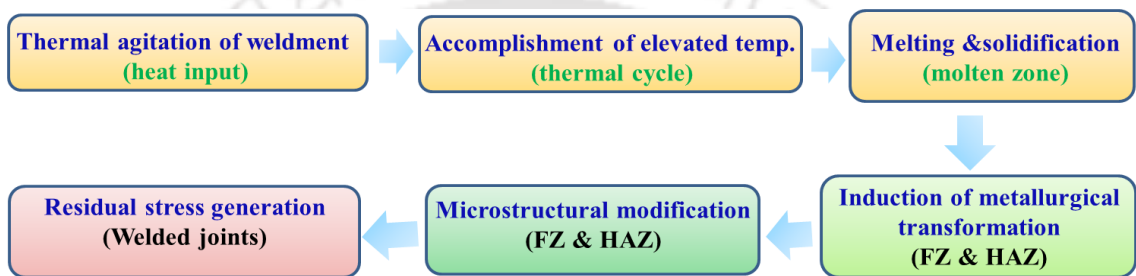 Thermal agitation of weldment
(heat input)
Accomplishment of elevated temp.
(thermal cycle)
Melting &solidification
(molten zone)
Induction of metallurgical
transformation
(FZ & HAZ)
Microstructural modification
(FZ & HAZ)
Residual stress generation
(Welded joints)